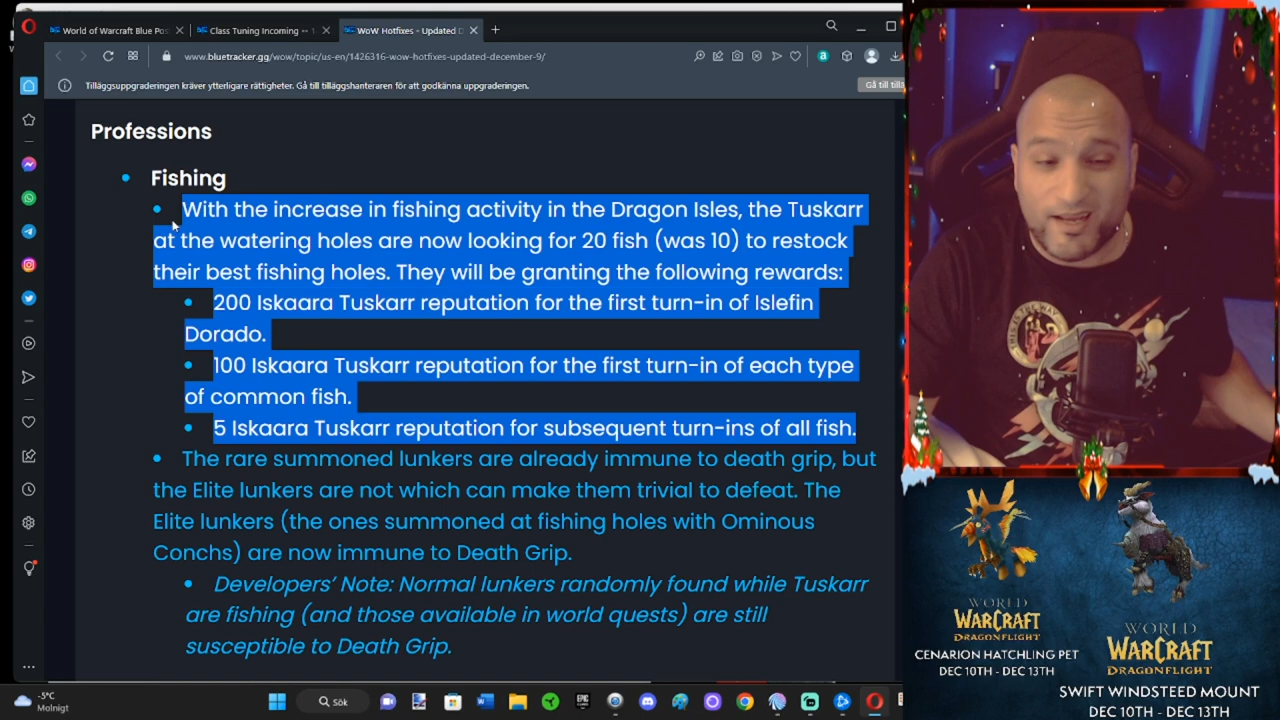 World of Warcraft Blue Pos
Class Tuning Incoming -- 1
WoW Hotfixes - Updated D
www.bluetracker.gg/wow/topic/us-en/1426316-wow-hotfixes-updated-december-9/
Tilläggsuppgraderingen kräver ytterligare rättigheter. Gå till tilläggshanteraren för att godkänna uppgraderingen.
Gå till tillä
Professions
Fishing
With the increase in fishing activity in the Dragon Isles, the Tuskarr
at the watering holes are now looking for 20 fish (was 10) to restock
their best fishing holes. They will be granting the following rewards:
200 Iskaara Tuskarr reputation for the first turn-in of Islefin
Dorado.
100 Iskaara Tuskarr reputation for the first turn-in of each type
of common fish.
5 Iskaara Tuskarr reputation for subsequent turn-ins of all fish.
The rare summoned lunkers are already immune to death grip, but
the Elite lunkers are not which can make them trivial to defeat. The
Elite lunkers (the ones summoned at fishing holes with Ominous
Conchs) are now immune to Death Grip.
Developers' Note: Normal lunkers randomly found while Tuskarr
are fishing (and those available in world quests) are still
susceptible to Death Grip.
THIS IS THE WAY
WORLD
WARCRAFT
DRAGONFLIGHT
CENARION HATCHLING PET
DEC 10TH - DEC 13TH
WORLD
WARCRAFT
DRAGONFLIGHT
SWIFT WINDSTEED MOUNT
DEC 10TH - DEC 13TH
-5°C
Molnigt
Sök
EPIC